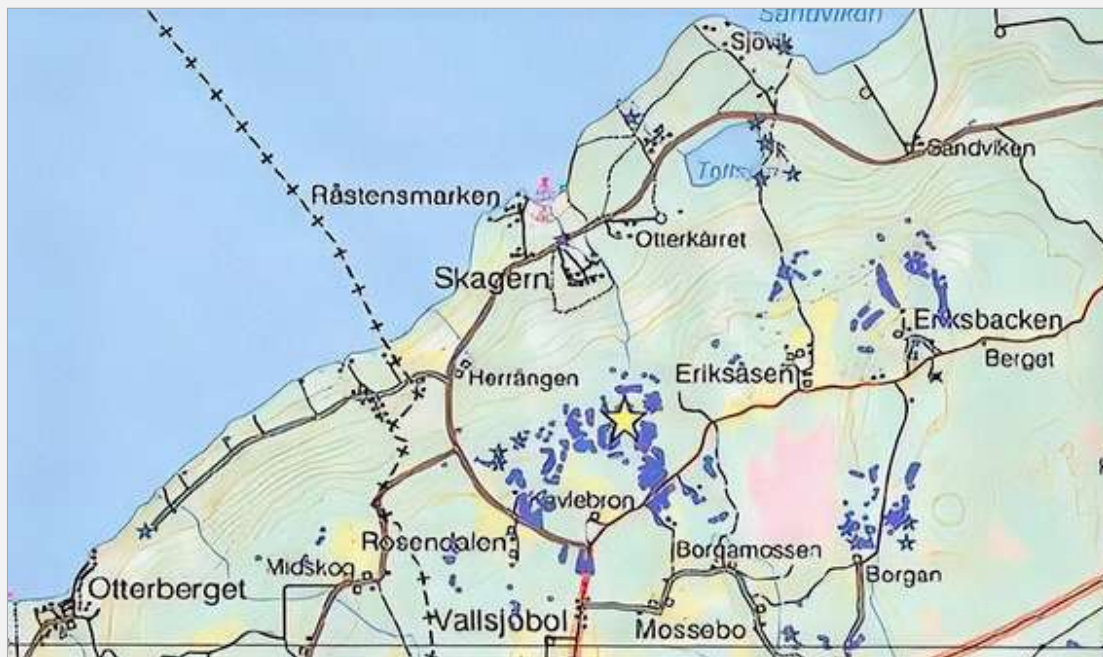 Sandviken
Sjövik
Sandviken
Råstensmarken
Otterkärret
Skagern
Eriksbacken
Berget
Eriksåsen
Herrängen
Kavlebron
Rosendalen
Borgamossen
Midskog
Borgan
Otterberget
Vallsjöbol
Mossebo